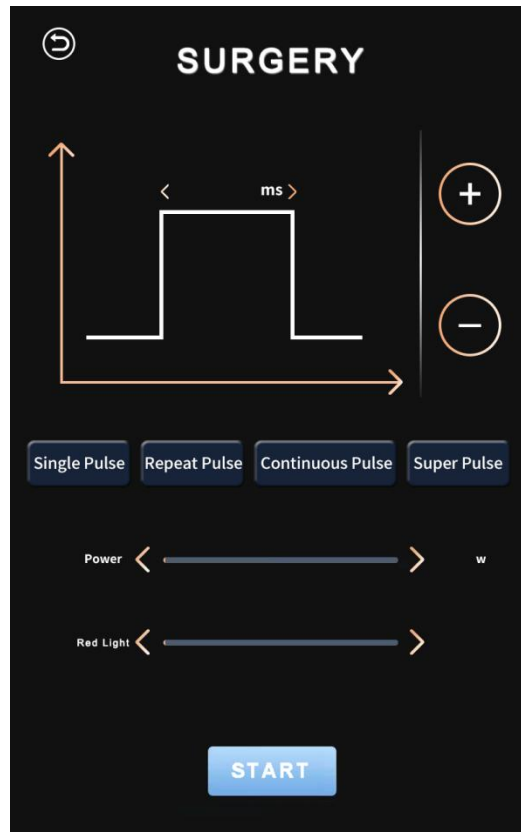 SURGERY
ms
+
−
Single Pulse
Repeat Pulse
Continuous Pulse
Super Pulse
Power
w
Red Light
START